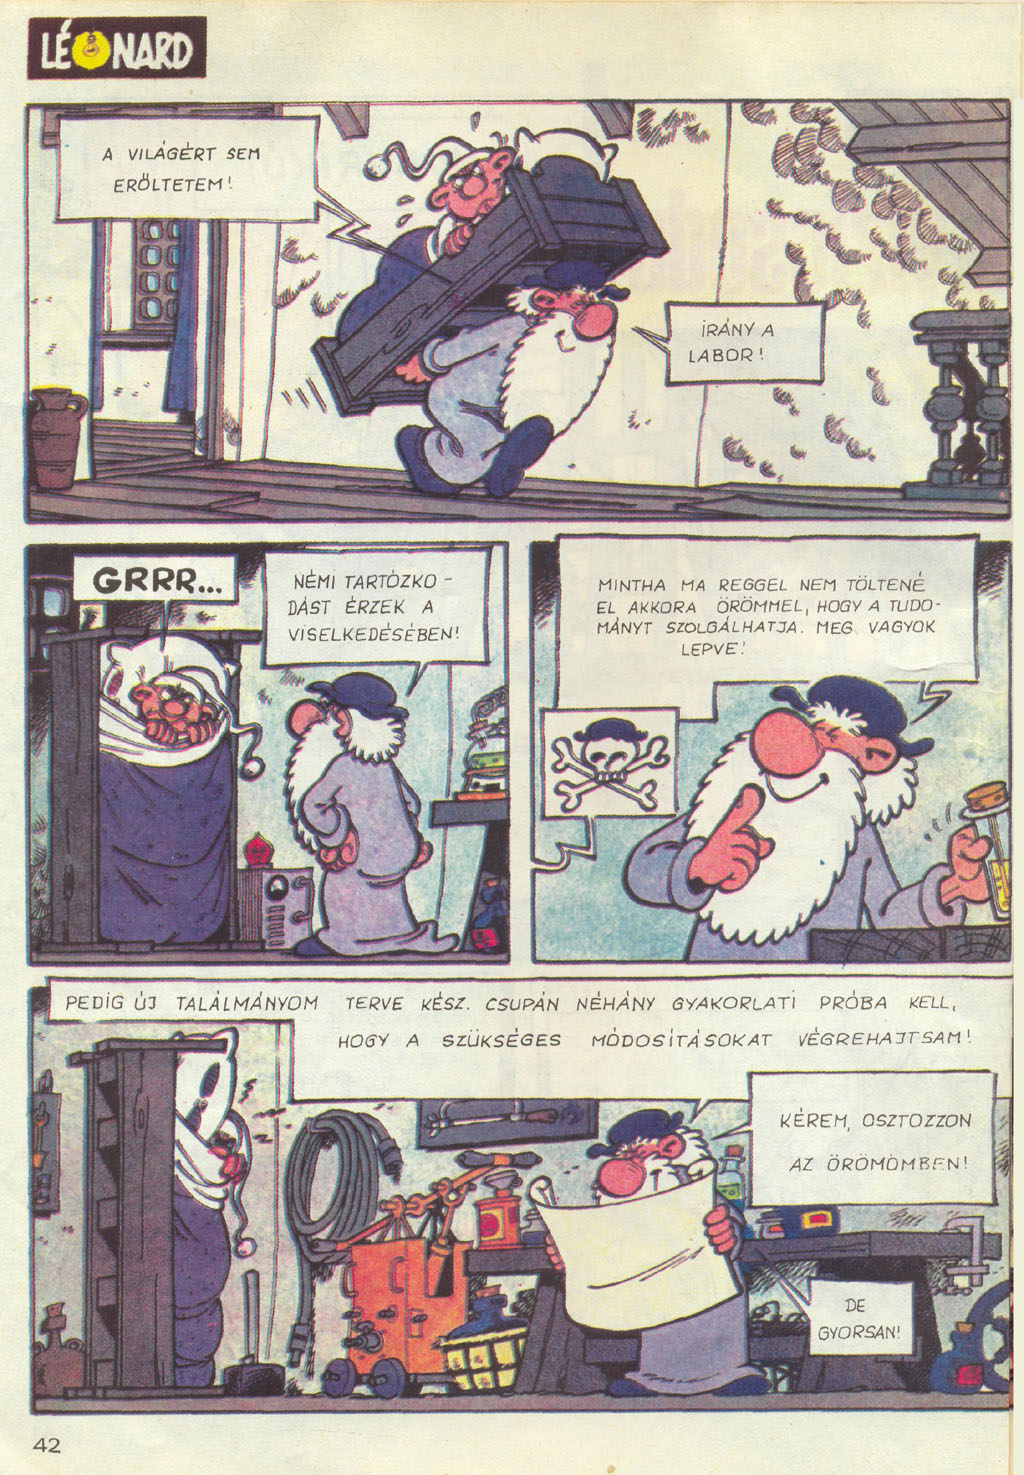 LÉONARD
A VILÁGÉRT SEM
ERŐLTETEM!
IRÁNY A
LABOR!
GRRR...
NÉMI TARTÓZKO-
DÁST ÉRZEK A
VISELKEDÉSÉBEN!
MINTHA MA REGGEL NEM TÖLTENÉ
EL AKKORA ÖRÖMMEL, HOGY A TUDO-
MÁNYT SZOLGÁLHATJA. MEG VAGYOK
LEPVE!
PEDIG ÚJ TALÁLMÁNYOM TERVE KÉSZ. CSUPÁN NÉHÁNY GYAKORLATI PRÓBA KELL,
HOGY A SZÜKSÉGES MÓDOSÍTÁSOKAT VÉGREHAJTSAM!
KÉREM, OSZTOZZON
AZ ÖRÖMÖMBEN!
DE
GYORSAN!
42